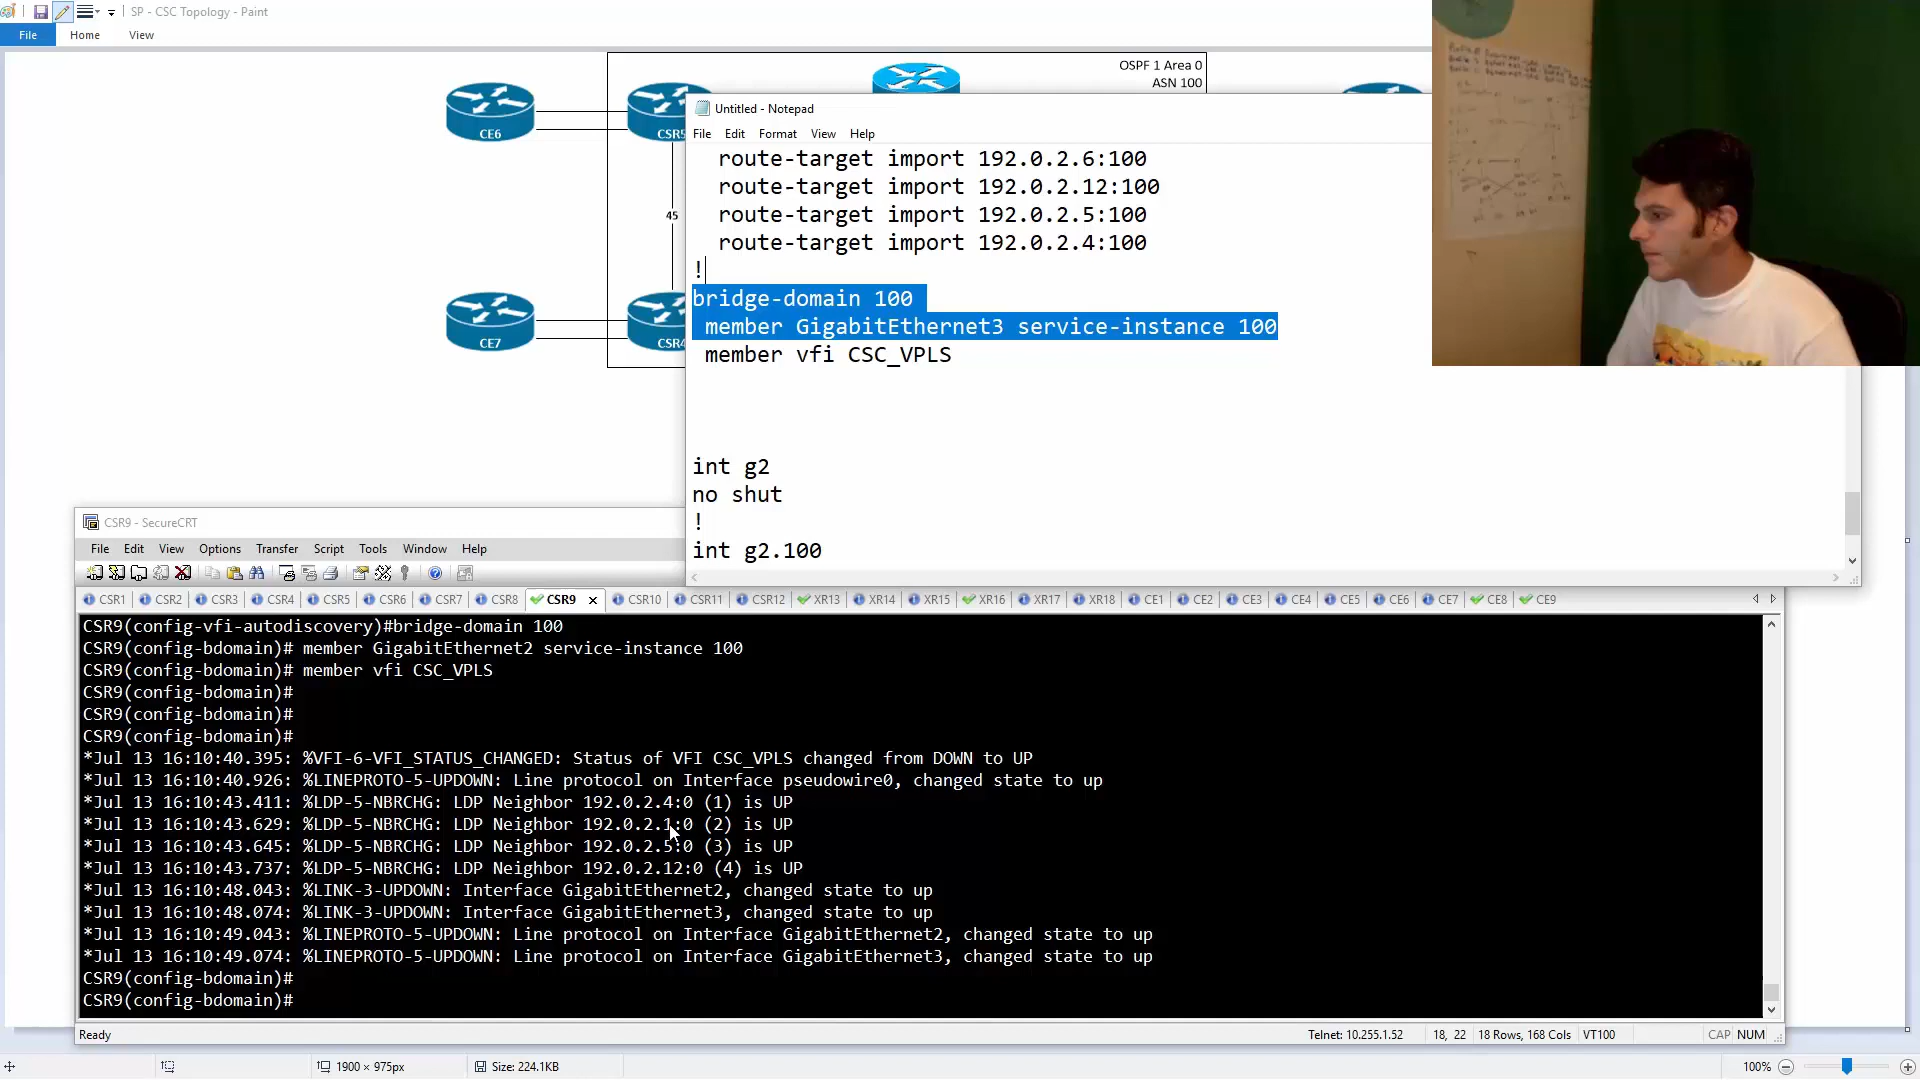 SP - CSC Topology - Paint
File Home View
OSPF 1 Area 0
ASN 100
CE6
CSR5
45
CE7
CSR4
Untitled - Notepad
File Edit Format View Help
route-target import 192.0.2.6:100
route-target import 192.0.2.12:100
route-target import 192.0.2.5:100
route-target import 192.0.2.4:100
!
bridge-domain 100
member GigabitEthernet3 service-instance 100
member vfi CSC_VPLS
int g2
no shut
!
int g2.100
CSR9 - SecureCRT
File Edit View Options Transfer Script Tools Window Help
CSR1 CSR2 CSR3 CSR4 CSR5 CSR6 CSR7 CSR8 CSR9 CSR10 CSR11 CSR12 XR13 XR14 XR15 XR16 XR17 XR18 CE1 CE2 CE3 CE4 CE5 CE6 CE7 CE8 CE9
CSR9(config-vfi-autodiscovery)#bridge-domain 100
CSR9(config-bdomain)# member GigabitEthernet2 service-instance 100
CSR9(config-bdomain)# member vfi CSC_VPLS
CSR9(config-bdomain)#
CSR9(config-bdomain)#
CSR9(config-bdomain)#
*Jul 13 16:10:40.395: %VFI-6-VFI_STATUS_CHANGED: Status of VFI CSC_VPLS changed from DOWN to UP
*Jul 13 16:10:40.926: %LINEPROTO-5-UPDOWN: Line protocol on Interface pseudowire0, changed state to up
*Jul 13 16:10:43.411: %LDP-5-NBRCHG: LDP Neighbor 192.0.2.4:0 (1) is UP
*Jul 13 16:10:43.629: %LDP-5-NBRCHG: LDP Neighbor 192.0.2.1:0 (2) is UP
*Jul 13 16:10:43.645: %LDP-5-NBRCHG: LDP Neighbor 192.0.2.5:0 (3) is UP
*Jul 13 16:10:43.737: %LDP-5-NBRCHG: LDP Neighbor 192.0.2.12:0 (4) is UP
*Jul 13 16:10:48.043: %LINK-3-UPDOWN: Interface GigabitEthernet2, changed state to up
*Jul 13 16:10:48.074: %LINK-3-UPDOWN: Interface GigabitEthernet3, changed state to up
*Jul 13 16:10:49.043: %LINEPROTO-5-UPDOWN: Line protocol on Interface GigabitEthernet2, changed state to up
*Jul 13 16:10:49.074: %LINEPROTO-5-UPDOWN: Line protocol on Interface GigabitEthernet3, changed state to up
CSR9(config-bdomain)#
CSR9(config-bdomain)#
Ready Telnet: 10.255.1.52 18, 22 18 Rows, 168 Cols VT100 CAP NUM
1900 × 975px Size: 224.1KB 100%